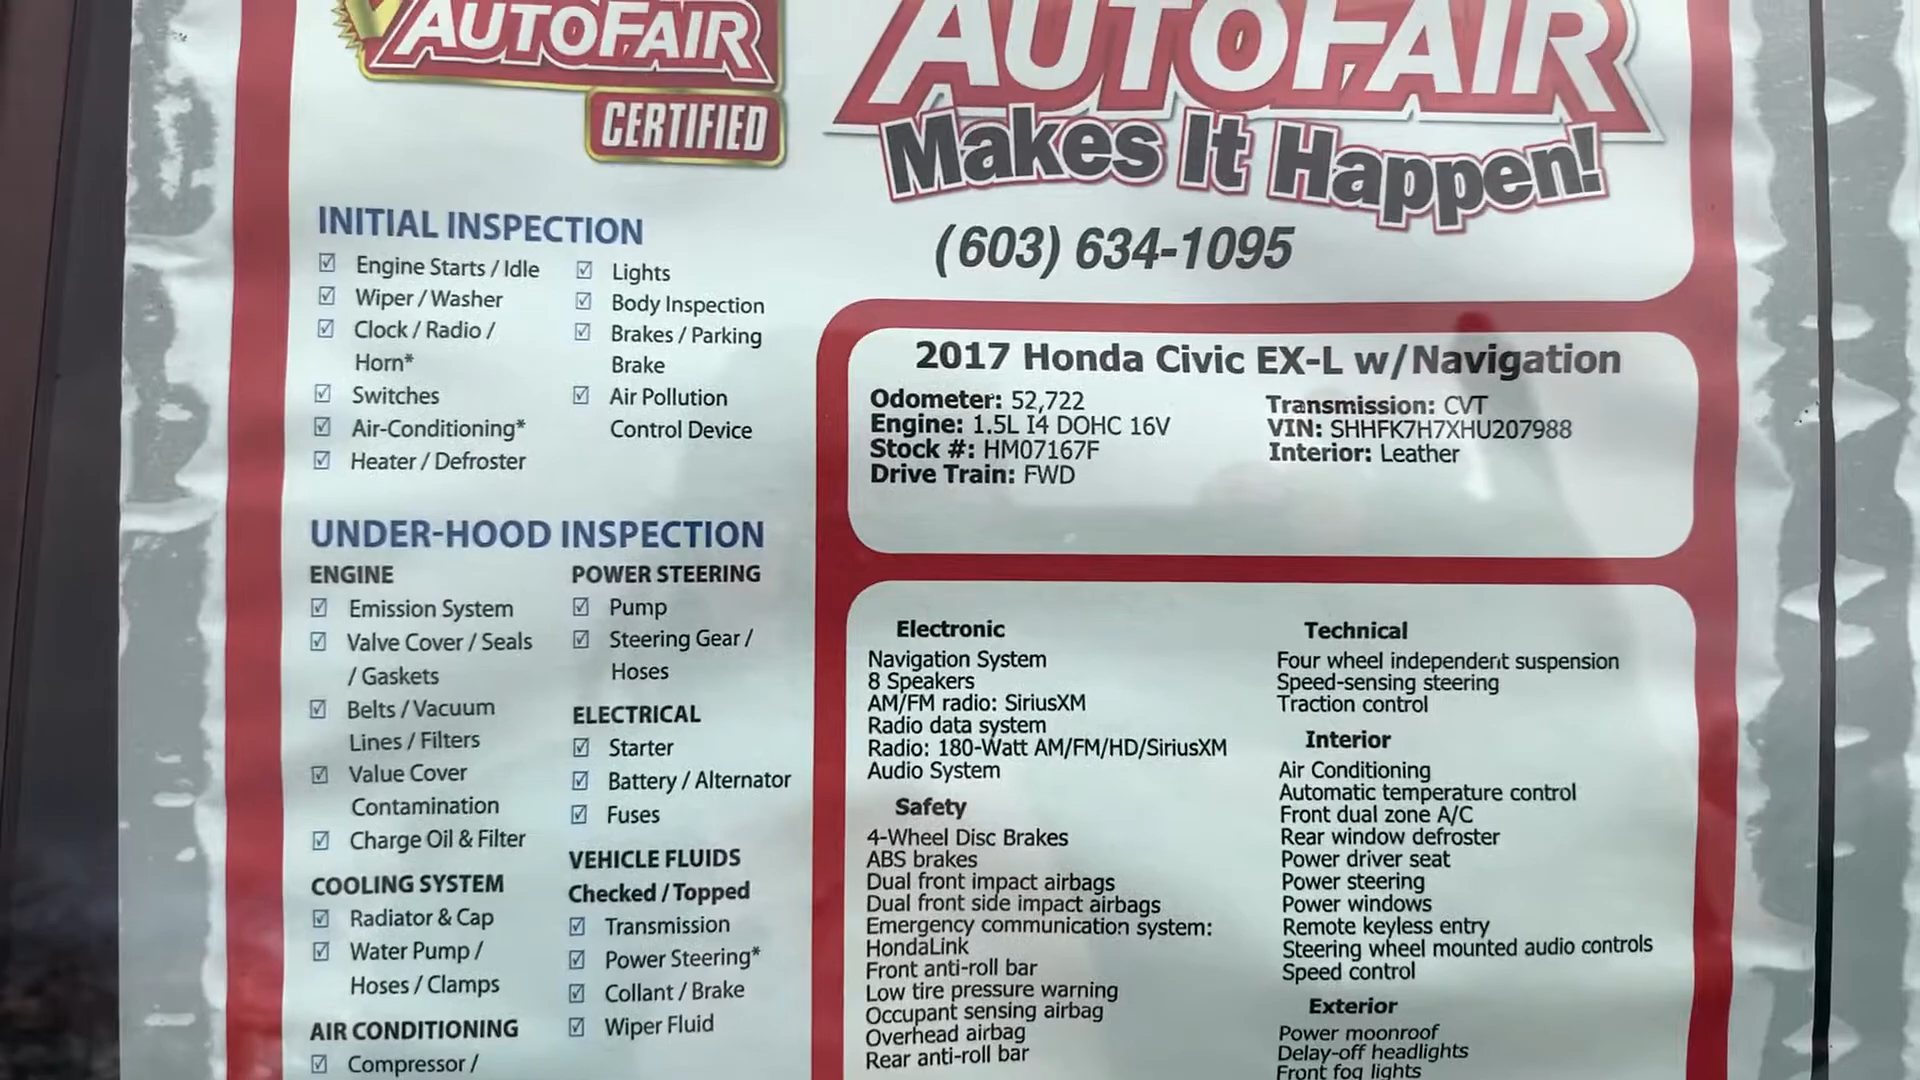 AUTOFAIR
CERTIFIED
INITIAL INSPECTION
Engine Starts / Idle
Wiper / Washer
Clock / Radio /
Horn*
Switches
Air-Conditioning*
Heater / Defroster
Lights
Body Inspection
Brakes / Parking
Brake
Air Pollution
Control Device
UNDER-HOOD INSPECTION
ENGINE
Emission System
Valve Cover / Seals
/ Gaskets
Belts / Vacuum
Lines / Filters
Value Cover
Contamination
Charge Oil & Filter
COOLING SYSTEM
Radiator & Cap
Water Pump /
Hoses / Clamps
AIR CONDITIONING
Compressor /
POWER STEERING
Pump
Steering Gear /
Hoses
ELECTRICAL
Starter
Battery / Alternator
Fuses
VEHICLE FLUIDS
Checked / Topped
Transmission
Power Steering*
Collant / Brake
Wiper Fluid
AUTOFAIR
Makes It Happen!
(603) 634-1095
2017 Honda Civic EX-L w/Navigation
Odometer: 52,722
Engine: 1.5L I4 DOHC 16V
Stock #: HM07167F
Drive Train: FWD
Transmission: CVT
VIN: SHHFK7H7XHU207988
Interior: Leather
Electronic
Navigation System
8 Speakers
AM/FM radio: SiriusXM
Radio data system
Radio: 180-Watt AM/FM/HD/SiriusXM
Audio System
Safety
4-Wheel Disc Brakes
ABS brakes
Dual front impact airbags
Dual front side impact airbags
Emergency communication system:
HondaLink
Front anti-roll bar
Low tire pressure warning
Occupant sensing airbag
Overhead airbag
Rear anti-roll bar
Technical
Four wheel independent suspension
Speed-sensing steering
Traction control
Interior
Air Conditioning
Automatic temperature control
Front dual zone A/C
Rear window defroster
Power driver seat
Power steering
Power windows
Remote keyless entry
Steering wheel mounted audio controls
Speed control
Exterior
Power moonroof
Delay-off headlights
Front fog lights